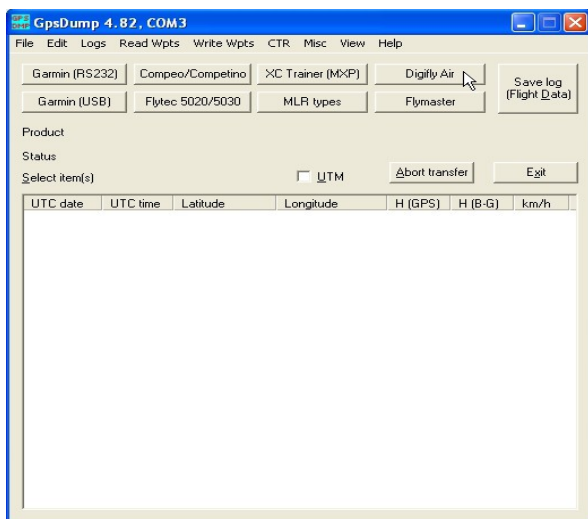 GPS DMP GpsDump 4.82, COM3
File Edit Logs Read Wpts Write Wpts CTR Misc View Help
Garmin (RS232) Compeo/Competino XC Trainer (MXP) Digifly Air Save log (Flight Data)
Garmin (USB) Flytec 5020/5030 MLR types Flymaster
Product
Status
Select item(s) UTM Abort transfer Exit
UTC date UTC time Latitude Longitude H (GPS) H (B-G) km/h